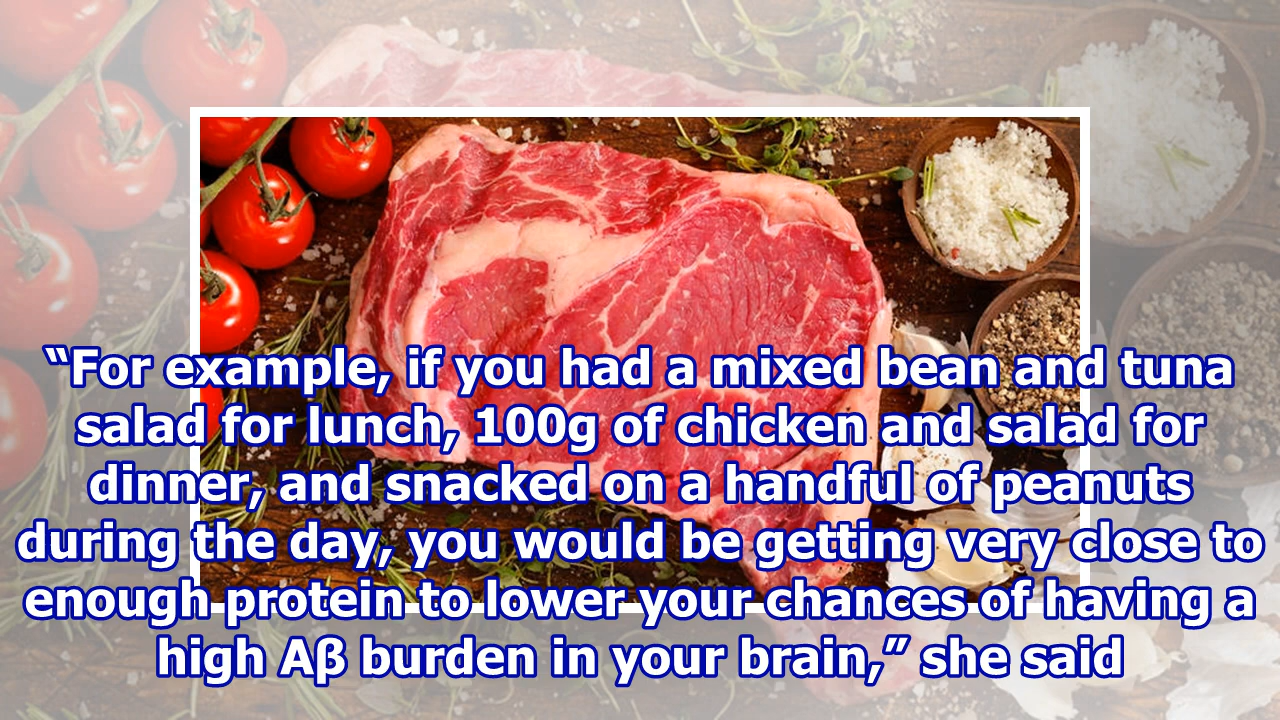 “For example, if you had a mixed bean and tuna
salad for lunch, 100g of chicken and salad for
dinner, and snacked on a handful of peanuts
during the day, you would be getting very close to
enough protein to lower your chances of having a
high Aβ burden in your brain,” she said